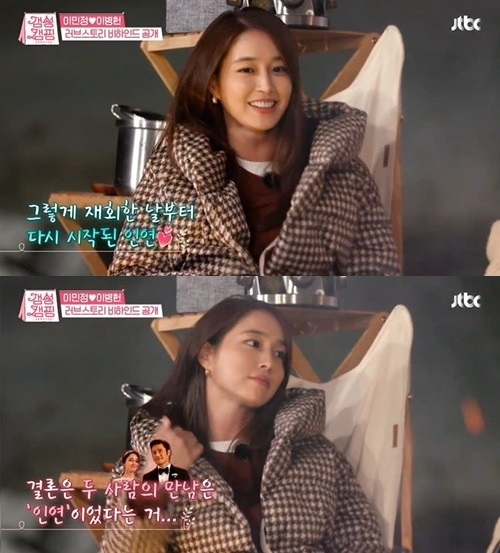 갬성
캠핑
이민정♥이병헌
러브스토리 비하인드 공개
jtbc
그렇게 재회한 날부터
다시 시작된 인연
갬성
캠핑
이민정♥이병헌
러브스토리 비하인드 공개
jtbc
결론은 두 사람의 만남은
'인연'이었다는 거...